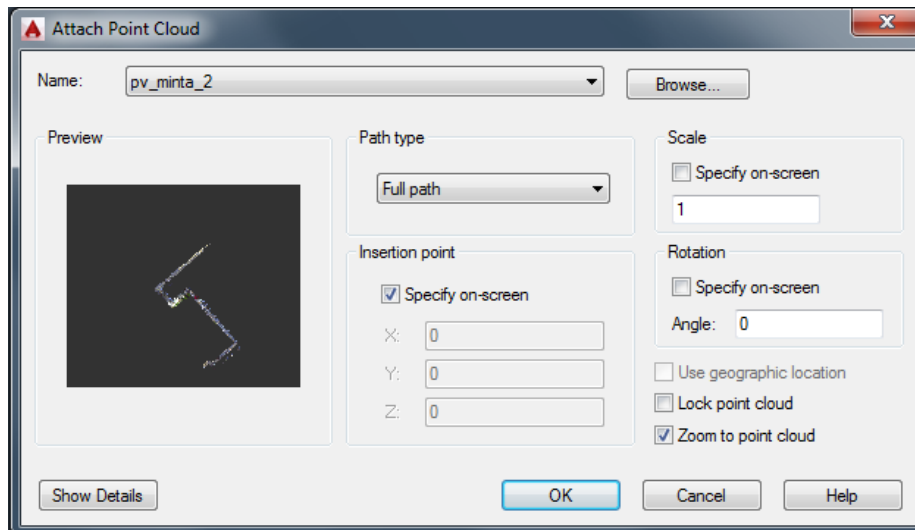 Attach Point Cloud
Name: pv_minta_2 Browse...
Preview
Path type
Full path
Scale
Specify on-screen
1
Insertion point
Specify on-screen
X: 0
Y: 0
Z: 0
Rotation
Specify on-screen
Angle: 0
Use geographic location
Lock point cloud
Zoom to point cloud
Show Details OK Cancel Help